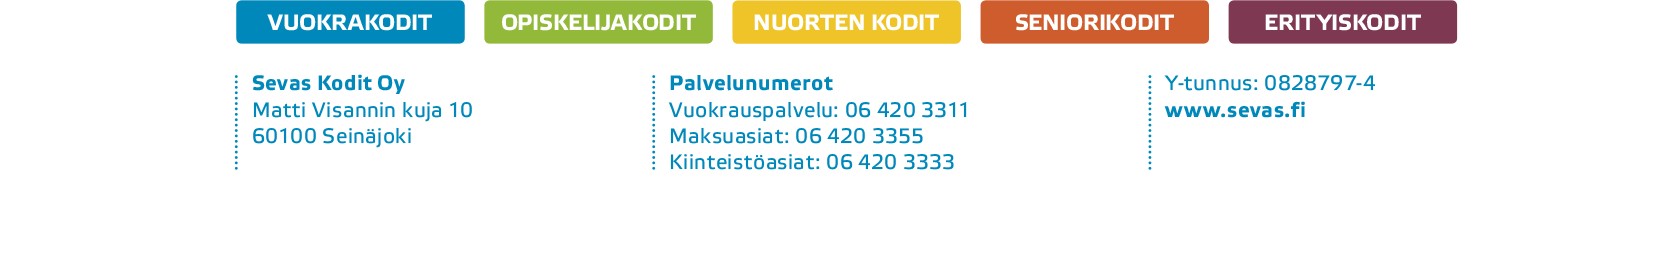 VUOKRAKODIT
OPISKELIJAKODIT
NUORTEN KODIT
SENIORIKODIT
ERITYISKODIT
Sevas Kodit Oy
Matti Visannin kuja 10
60100 Seinäjoki
Palvelunumerot
Vuokrauspalvelu: 06 420 3311
Maksuasiat: 06 420 3355
Kiinteistöasiat: 06 420 3333
Y-tunnus: 0828797-4
www.sevas.fi